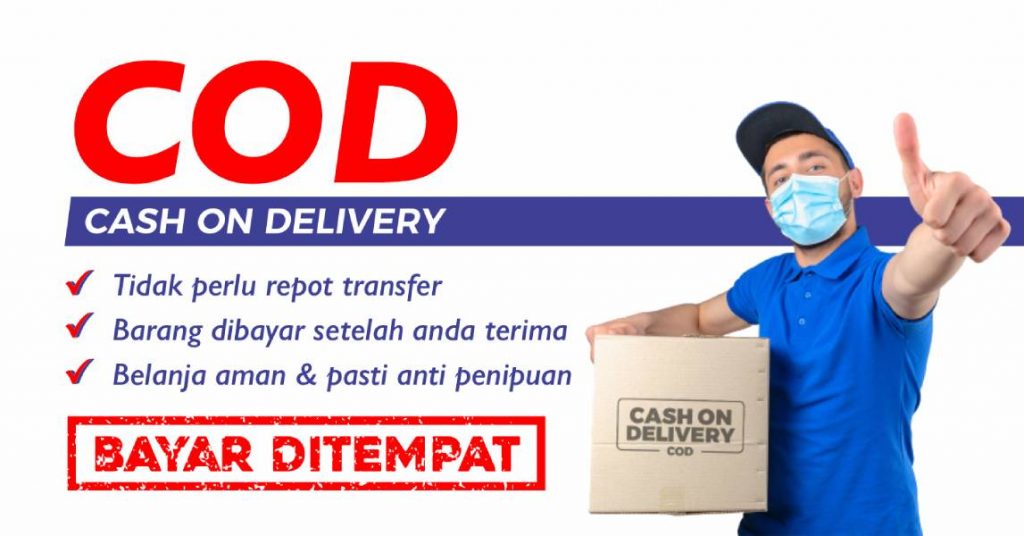 COD
CASH ON DELIVERY
Tidak perlu repot transfer
Barang dibayar setelah anda terima
Belanja aman & pasti anti penipuan
BAYAR DITEMPAT
CASH ON
DELIVERY
COD